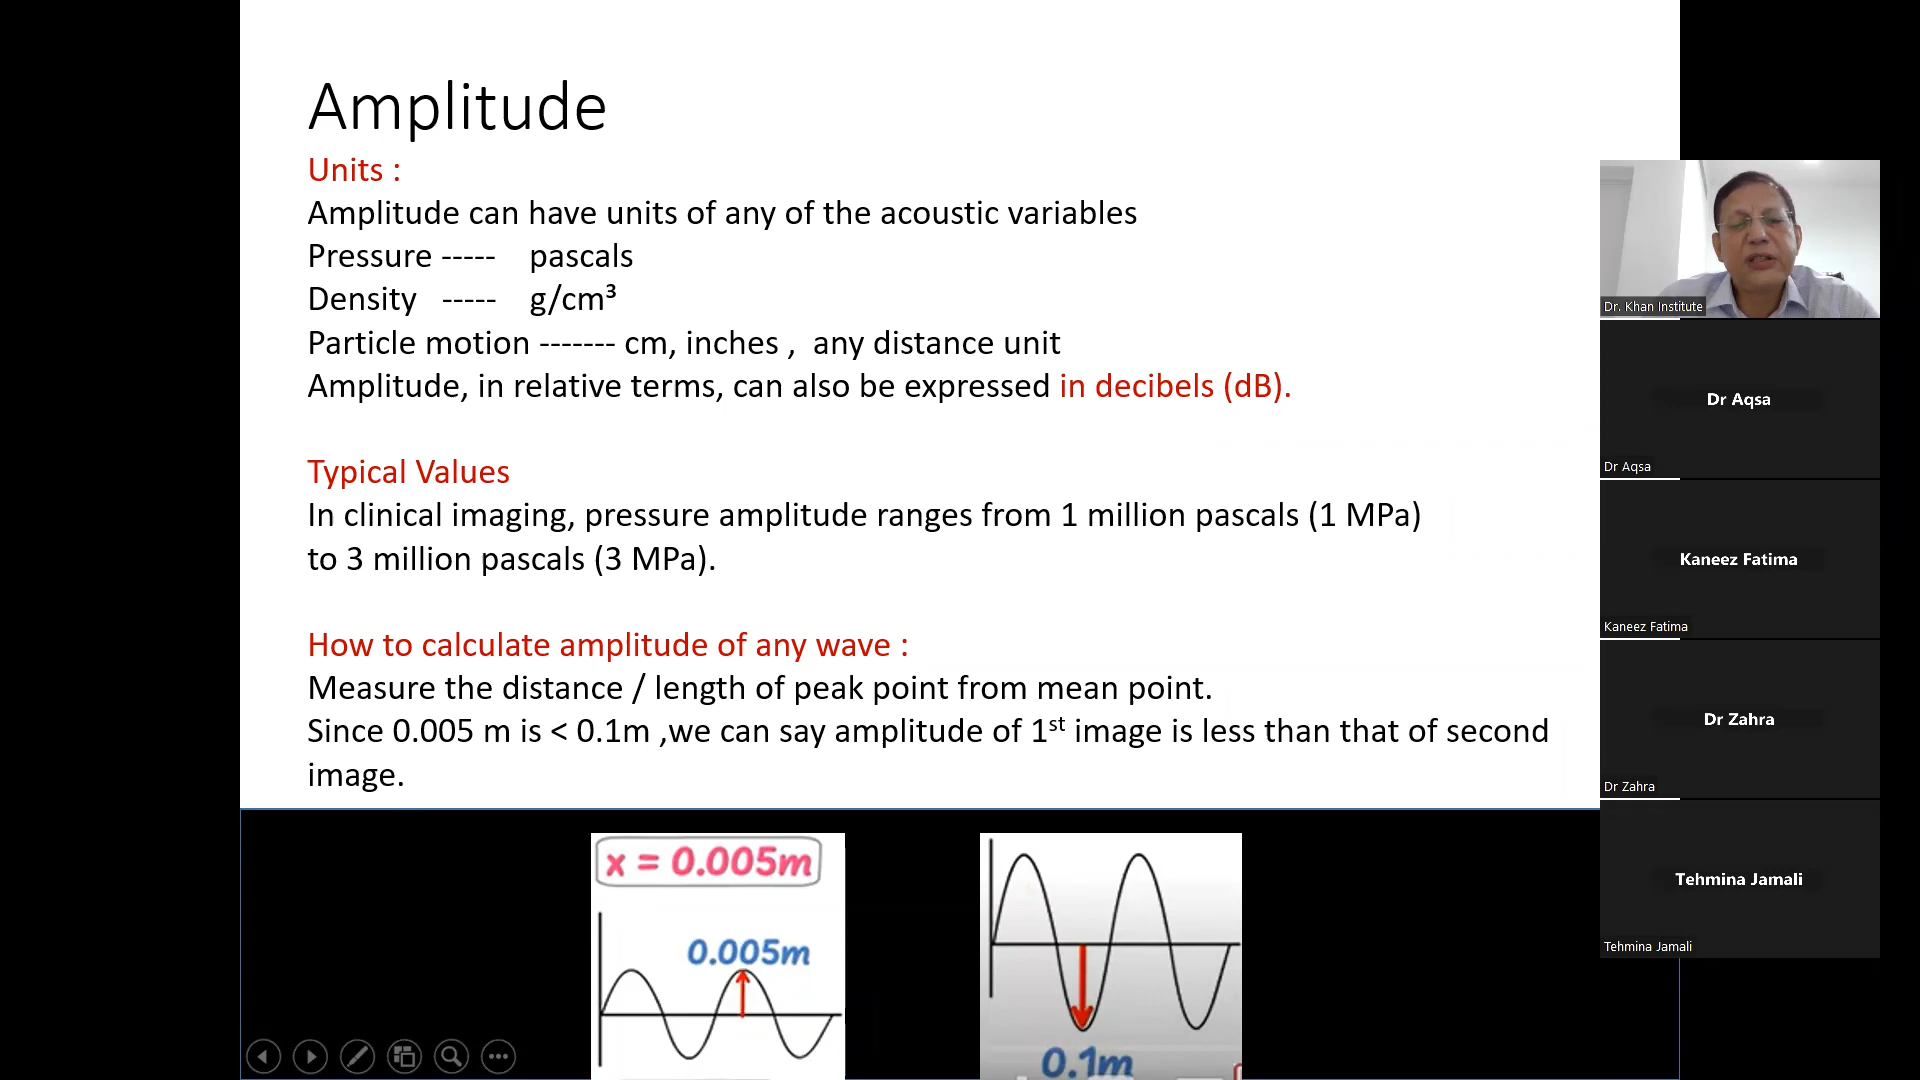 Amplitude
Units :
Amplitude can have units of any of the acoustic variables
Pressure ----- pascals
Density ----- g/cm³
Particle motion ------- cm, inches , any distance unit
Amplitude, in relative terms, can also be expressed in decibels (dB).
Typical Values
In clinical imaging, pressure amplitude ranges from 1 million pascals (1 MPa)
to 3 million pascals (3 MPa).
How to calculate amplitude of any wave :
Measure the distance / length of peak point from mean point.
Since 0.005 m is < 0.1m ,we can say amplitude of 1st image is less than that of second
image.
x = 0.005m
0.005m
0.1m
Dr. Khan Institute
Dr Aqsa
Dr Aqsa
Kaneez Fatima
Kaneez Fatima
Dr Zahra
Dr Zahra
Tehmina Jamali
Tehmina Jamali